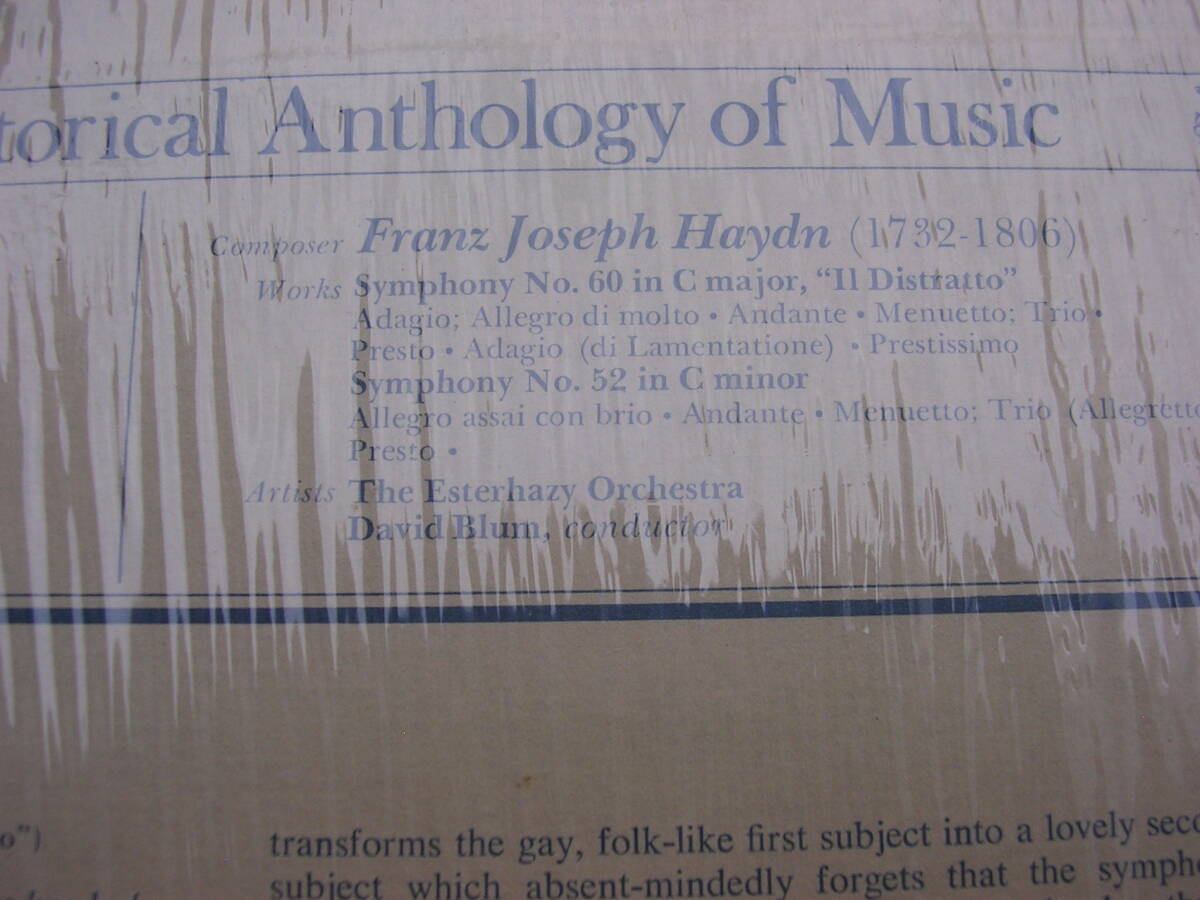 torical Anthology of Music
Composer Franz Joseph Haydn (1732-1806)
Works Symphony No. 60 in C major, “Il Distratto”
Adagio; Allegro di molto • Andante • Menuetto; Trio •
Presto • Adagio (di Lamentatione) • Prestissimo
Symphony No. 52 in C minor
Allegro assai con brio • Andante • Menuetto; Trio (Allegretto
Presto •
Artists The Esterhazy Orchestra
David Blum, conductor
o”)
transforms the gay, folk-like first subject into a lovely seco
subject which absent-mindedly forgets that the sympho